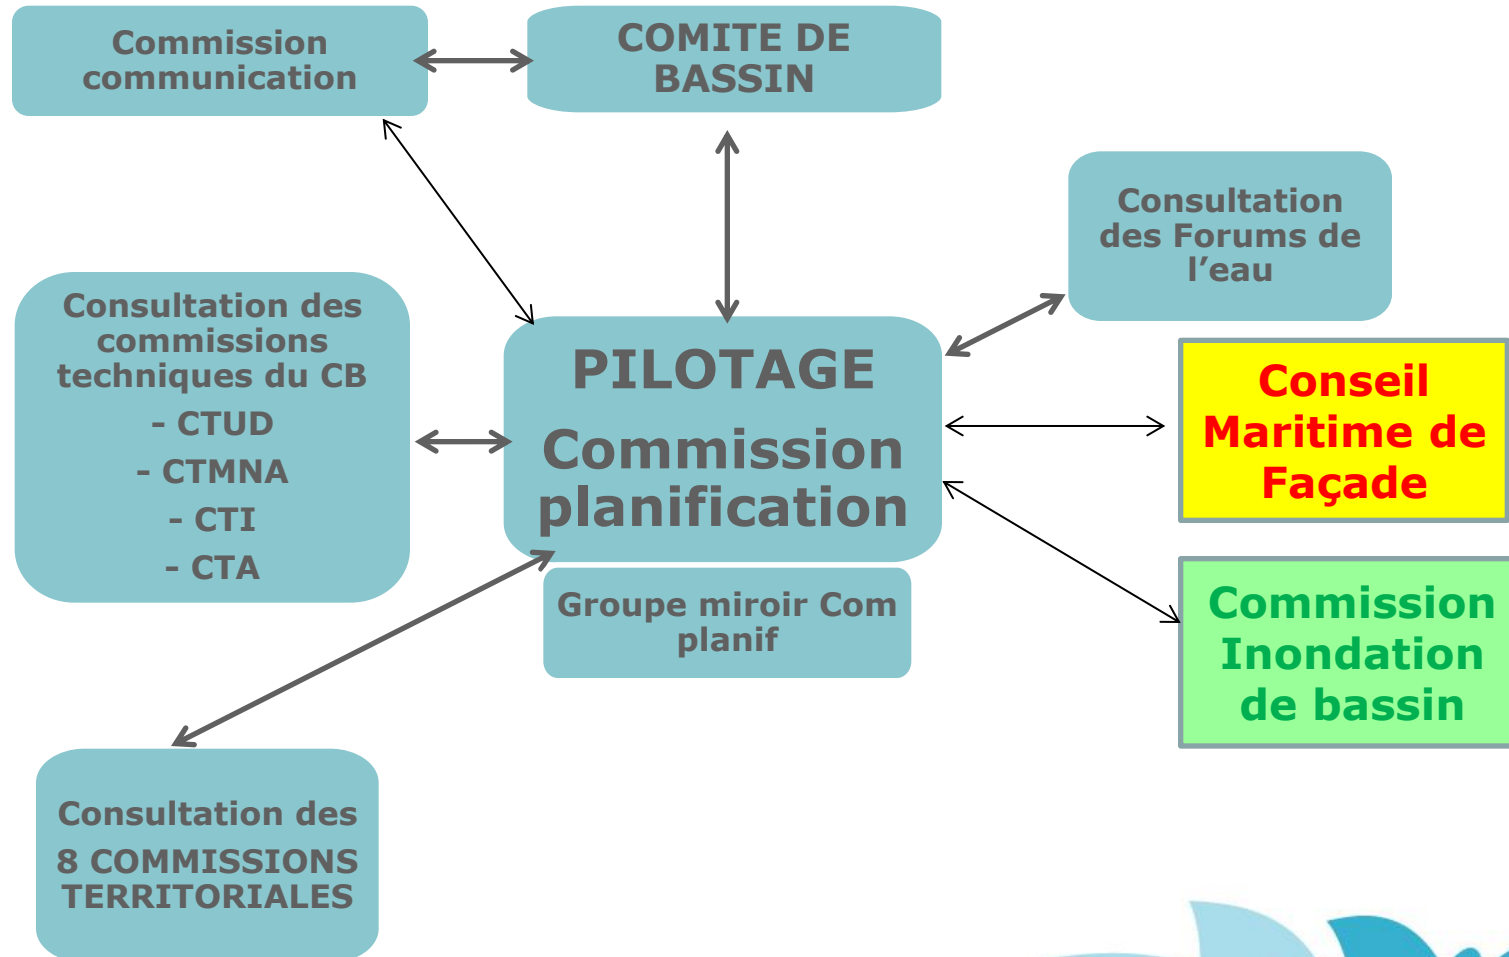 Commission
communication
COMITE DE
BASSIN
Consultation
des Forums de
l’eau
Consultation des
commissions
techniques du CB
- CTUD
- CTMNA
- CTI
- CTA
PILOTAGE
Commission
planification
Groupe miroir Com
planif
Conseil
Maritime de
Façade
Commission
Inondation
de bassin
Consultation des
8 COMMISSIONS
TERRITORIALES